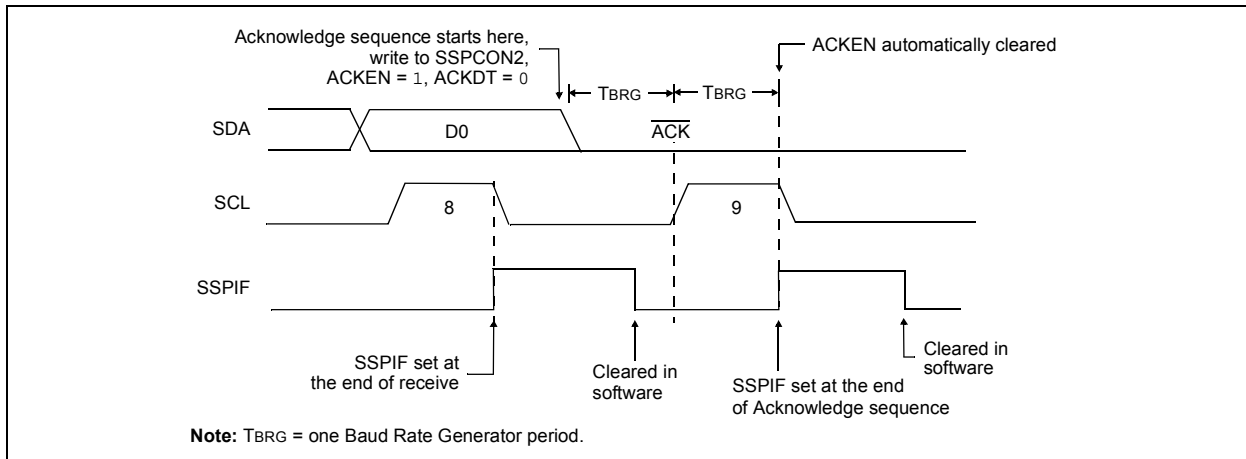 Acknowledge sequence starts here,
write to SSPCON2,
ACKEN = 1, ACKDT = 0
ACKEN automatically cleared
TBRG
TBRG
SDA
D0
ACK
SCL
8
9
SSPIF
SSPIF set at
the end of receive
Cleared in
software
SSPIF set at the end
of Acknowledge sequence
Cleared in
software
Note: TBRG = one Baud Rate Generator period.